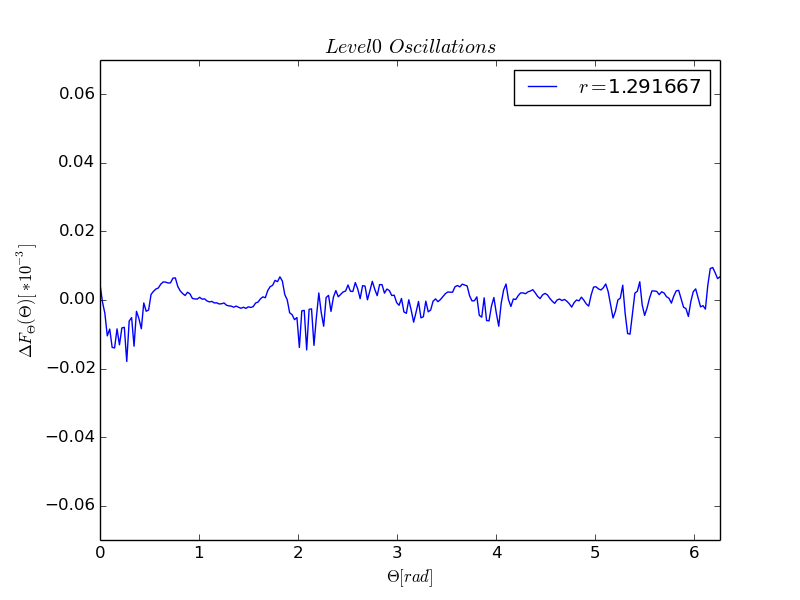 Level0 Oscillations
r=1.291667
0.06
0.04
0.02
0.00
−0.02
−0.04
−0.06
ΔF_Θ(Θ)[∗10^{−3}]
0 1 2 3 4 5 6
Θ[rad]